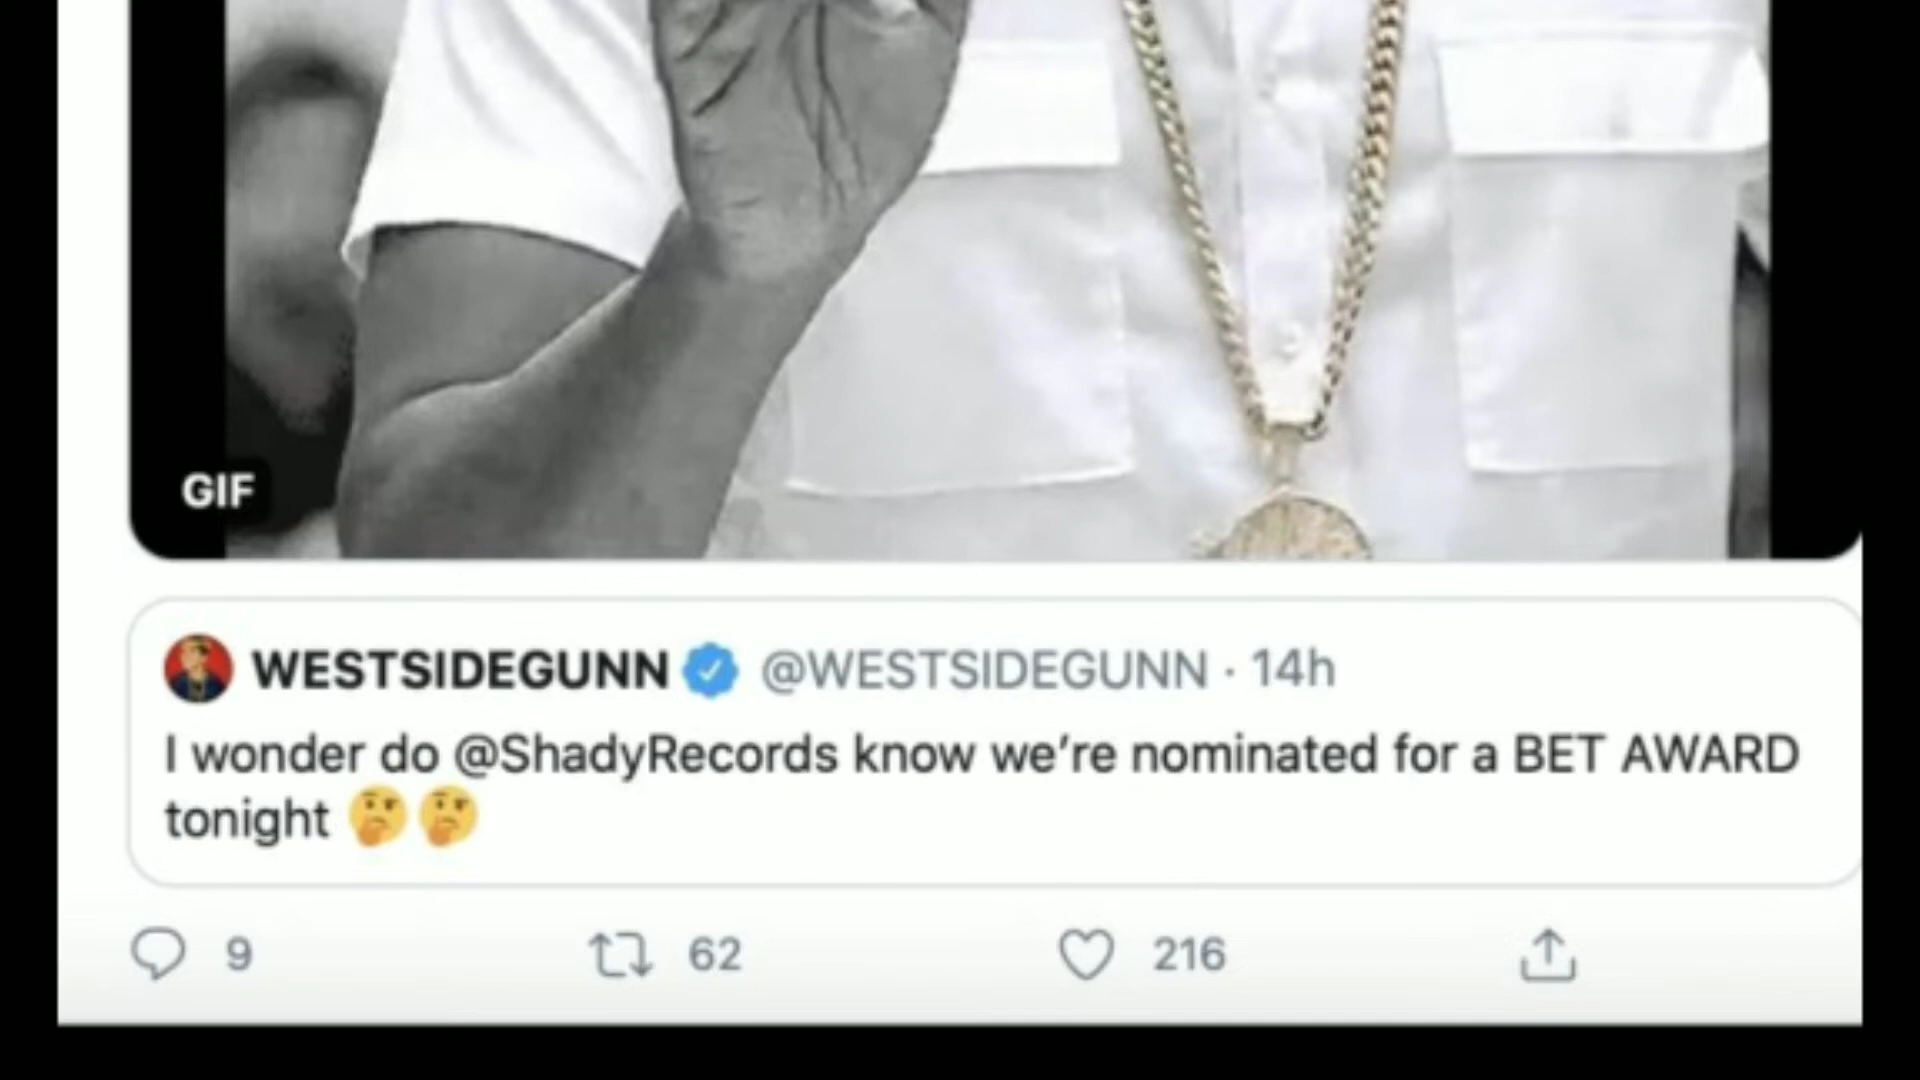 GIF
WESTSIDEGUNN @WESTSIDEGUNN · 14h
I wonder do @ShadyRecords know we’re nominated for a BET AWARD
tonight 🤔🤔
9 62 216